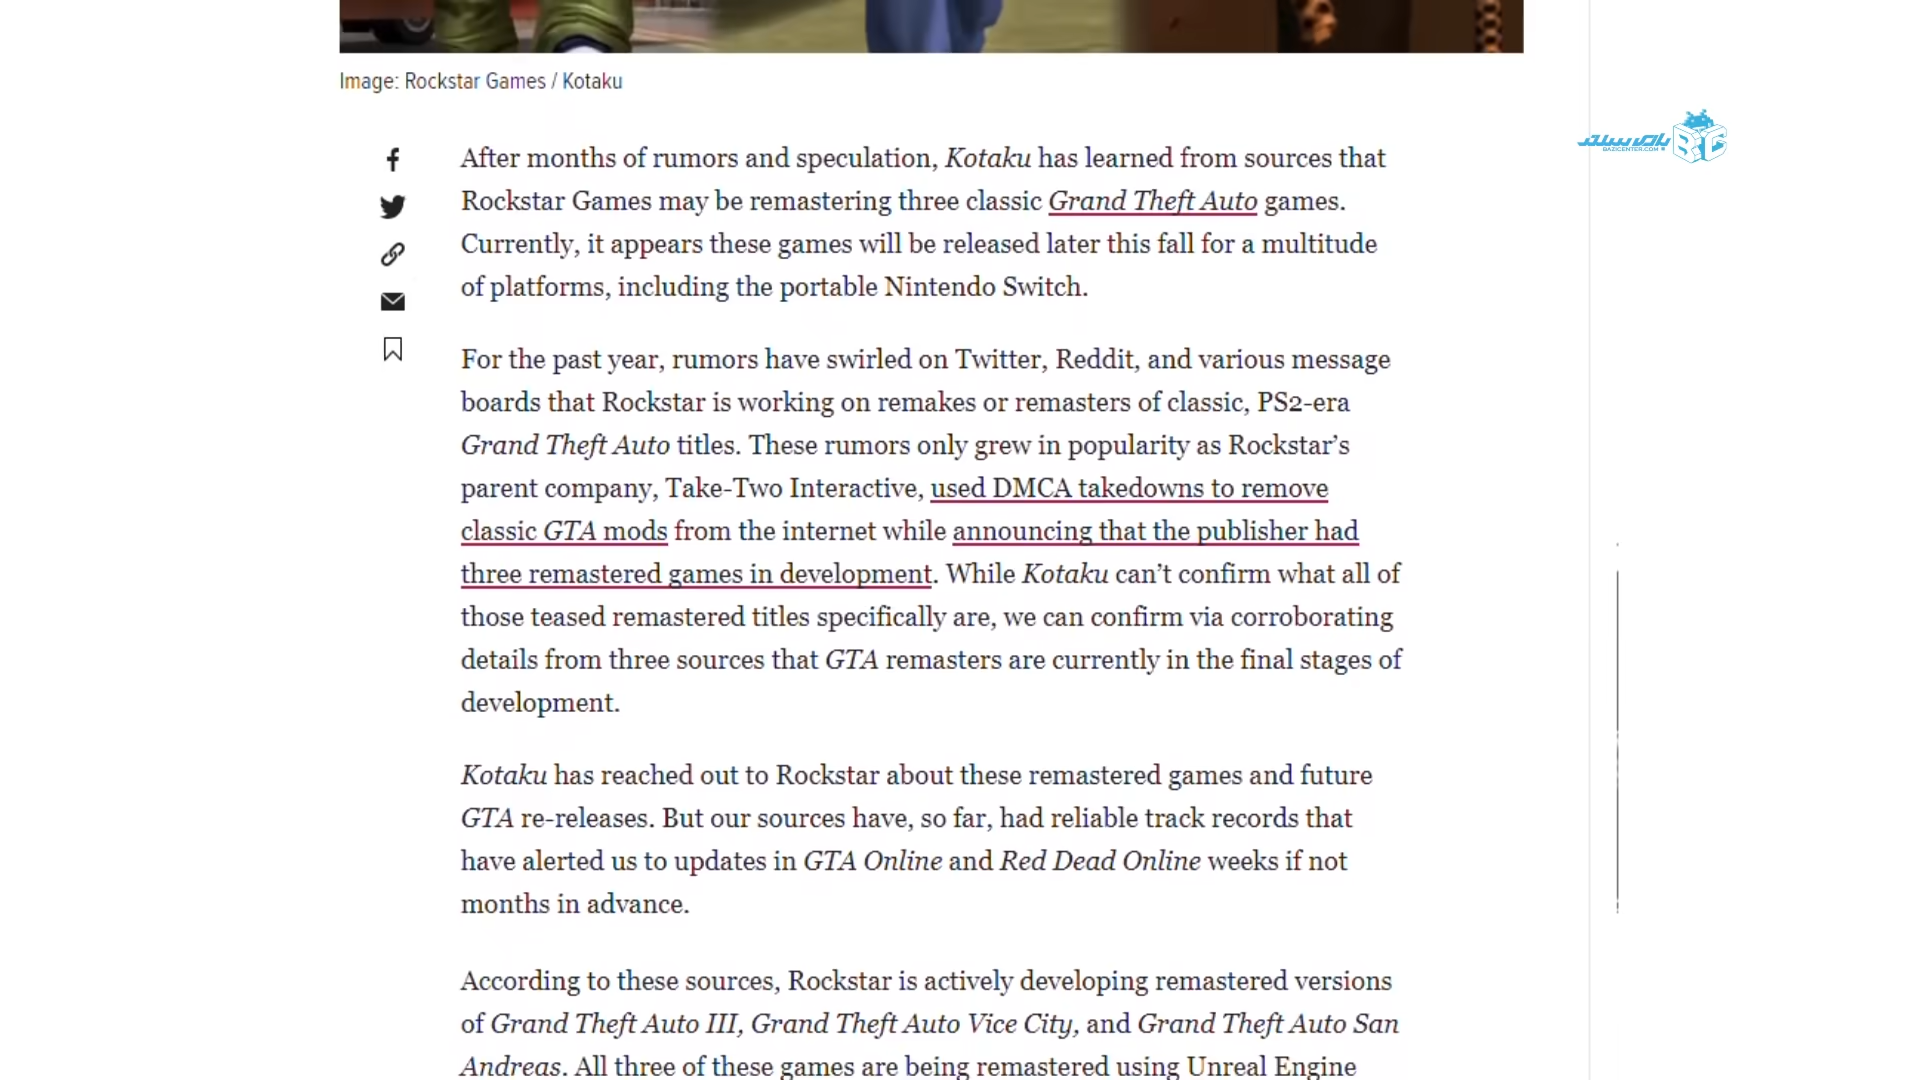 Image: Rockstar Games / Kotaku
بازی سنتر
BAZICENTER.COM
BC
After months of rumors and speculation, Kotaku has learned from sources that
Rockstar Games may be remastering three classic Grand Theft Auto games.
Currently, it appears these games will be released later this fall for a multitude
of platforms, including the portable Nintendo Switch.
For the past year, rumors have swirled on Twitter, Reddit, and various message
boards that Rockstar is working on remakes or remasters of classic, PS2-era
Grand Theft Auto titles. These rumors only grew in popularity as Rockstar’s
parent company, Take-Two Interactive, used DMCA takedowns to remove
classic GTA mods from the internet while announcing that the publisher had
three remastered games in development. While Kotaku can’t confirm what all of
those teased remastered titles specifically are, we can confirm via corroborating
details from three sources that GTA remasters are currently in the final stages of
development.
Kotaku has reached out to Rockstar about these remastered games and future
GTA re-releases. But our sources have, so far, had reliable track records that
have alerted us to updates in GTA Online and Red Dead Online weeks if not
months in advance.
According to these sources, Rockstar is actively developing remastered versions
of Grand Theft Auto III, Grand Theft Auto Vice City, and Grand Theft Auto San
Andreas. All three of these games are being remastered using Unreal Engine